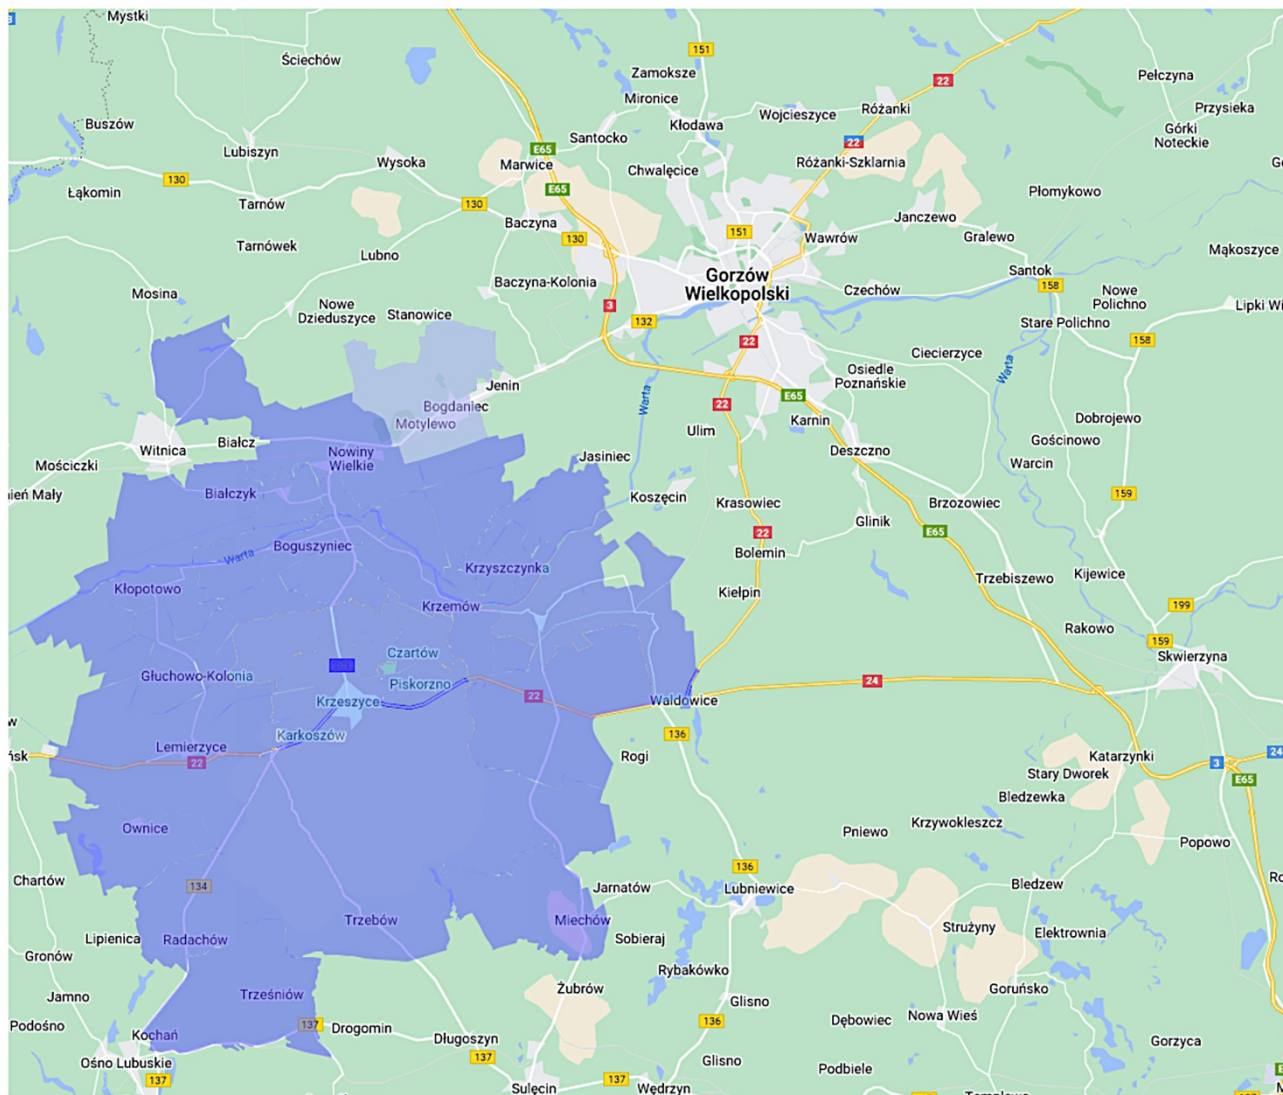 Mystki
3
151
Ściechów
Zamoksze
22
Pełczyna
Mironice
Wojcieszyce
Różanki
Przysieka
Buszów
Kłodawa
Górki
Noteckie
Santocko
Lubiszyn
E65
22
Wysoka
Marwice
Różanki-Szklarnia
Chwalęcice
130
E65
Łąkomin
Płomykowo
Tarnów
130
Baczyna
Janczewo
151
Wawrów
Gralewo
130
Tarnówek
Lubno
Mąkoszyce
Gorzów
Wielkopolski
Santok
Baczyna-Kolonia
Czechów
158
Mosina
Nowe
Polichno
Nowe
Dzieduszyce
3
Lipki Wi
Stanowice
132
Stare Polichno
22
158
Ciecierzyce
Warta
Osiedle
Poznańskie
Jenin
E65
Warta
Bogdaniec
22
Motylewo
Karnin
Dobrojewo
Ulim
Białcz
Gościnowo
Witnica
Nowiny
Wielkie
Deszczno
Jasiniec
Mościczki
Warcin
Białczyk
ień Mały
Koszęcin
159
Krasowiec
Brzozowiec
Glinik
22
E65
Boguszyniec
Bolemin
Warta
Krzyszczynka
Trzebiszewo
Kijewice
Kłopotowo
Kiełpin
Krzemów
199
Rakowo
159
Czartów
Skwierzyna
Głuchowo-Kolonia
Piskorzno
24
22
Krzeszyce
Waldowice
w
136
Karkoszów
Lemierzyce
ńsk
Rogi
Katarzynki
24
22
3
Stary Dworek
E65
Bledzewka
Ownice
Krzywokleszcz
Pniewo
Popowo
136
Chartów
134
Jarnatów
Lubniewice
Bledzew
Ro
Trzebów
Miechów
Strużyny
Lipienica
Radachów
Sobieraj
Elektrownia
Gronów
Rybakówko
Żubrów
Goruńsko
Jamno
Trześniów
Glisno
Podośno
137
Drogomin
136
Dębowiec
Nowa Wieś
Kochań
Długoszyn
Gorzyca
Ośno Lubuskie
137
Glisno
Podbiele
137
137
Sulęcin
Wędrzyn